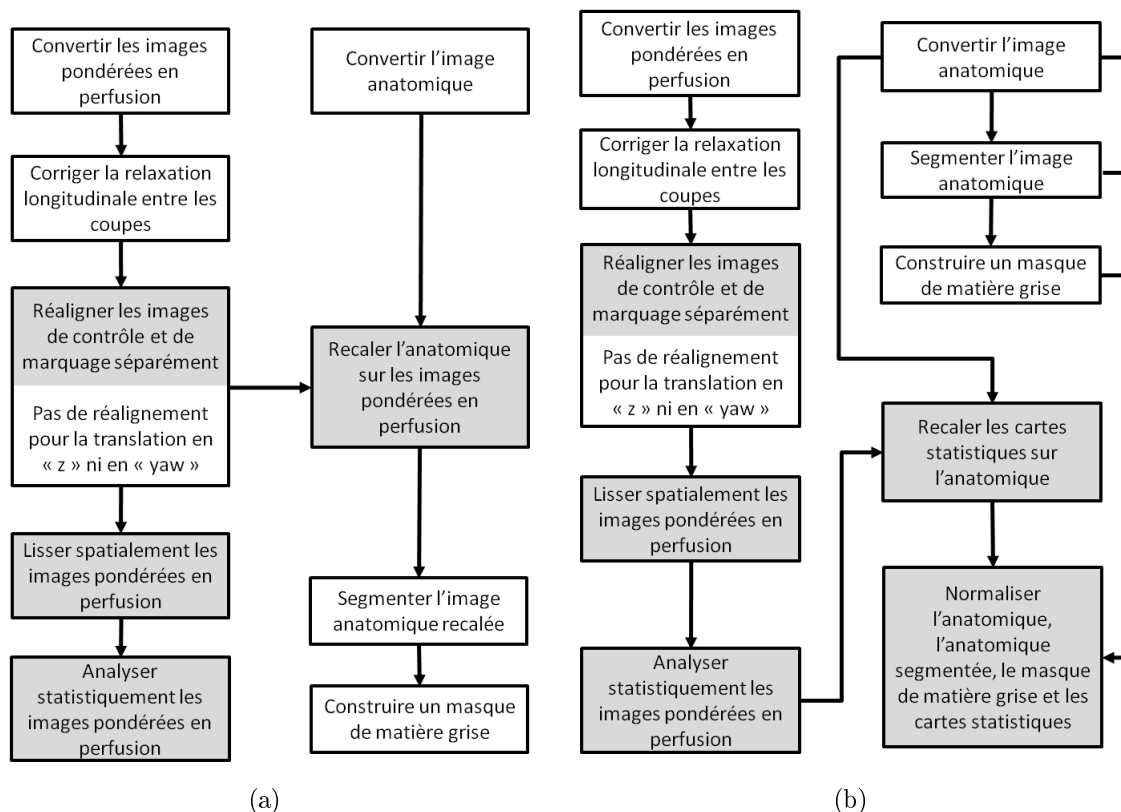 Convertir les images
pondérées en
perfusion
Corriger la relaxation
longitudinale entre les
coupes
Réaligner les images
de contrôle et de
marquage séparément
Pas de réalignement
pour la translation en
« z » ni en « yaw »
Lisser spatialement les
images pondérées en
perfusion
Analyser
statistiquement les
images pondérées en
perfusion
Convertir l’image
anatomique
Recaler l’anatomique
sur les images
pondérées en
perfusion
Segmenter l’image
anatomique recalée
Construire un masque
de matière grise
(a)
Convertir les images
pondérées en
perfusion
Corriger la relaxation
longitudinale entre les
coupes
Réaligner les images
de contrôle et de
marquage séparément
Pas de réalignement
pour la translation en
« z » ni en « yaw »
Lisser spatialement les
images pondérées en
perfusion
Analyser
statistiquement les
images pondérées en
perfusion
Convertir l’image
anatomique
Segmenter l’image
anatomique
Construire un masque
de matière grise
Recaler les cartes
statistiques sur
l’anatomique
Normaliser
l’anatomique,
l’anatomique
segmentée, le masque
de matière grise et les
cartes statistiques
(b)